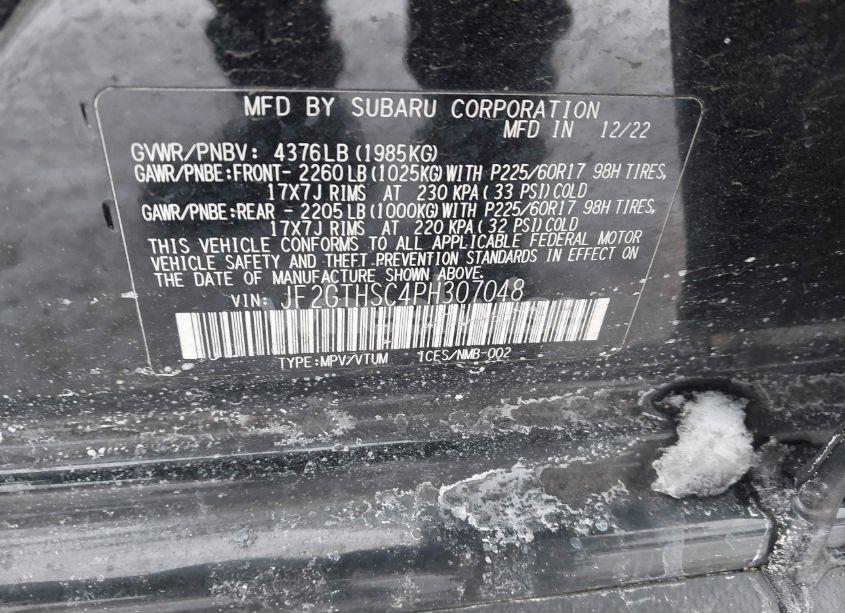 MFD BY SUBARU CORPORATION
MFD IN 12/22
GVWR/PNBV: 4376LB (1985KG)
GAWR/PNBE:FRONT- 2260 LB (1025KG) WITH P225/60R17 98H TIRES,
17X7J RIMS AT 230 KPA ( 33 PSI) COLD
GAWR/PNBE:REAR - 2205 LB (1000KG) WITH P225/60R17 98H TIRES,
17X7J RIMS AT 220 KPA ( 32 PSI) COLD
THIS VEHICLE CONFORMS TO ALL APPLICABLE FEDERAL MOTOR
VEHICLE SAFETY AND THEFT PREVENTION STANDARDS IN EFFECT ON
THE DATE OF MANUFACTURE SHOWN ABOVE.
VIN: JF2GTHSC4PH307048
TYPE:MPV/VTUM 1CES/NMB-002